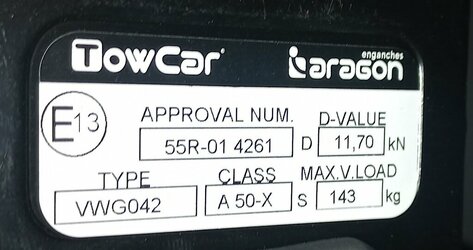 TowCar enganches aragon
E13 APPROVAL NUM. D-VALUE
55R-01 4261 D 11,70 kN
TYPE CLASS MAX.V.LOAD
VWG042 A 50-X S 143 kg